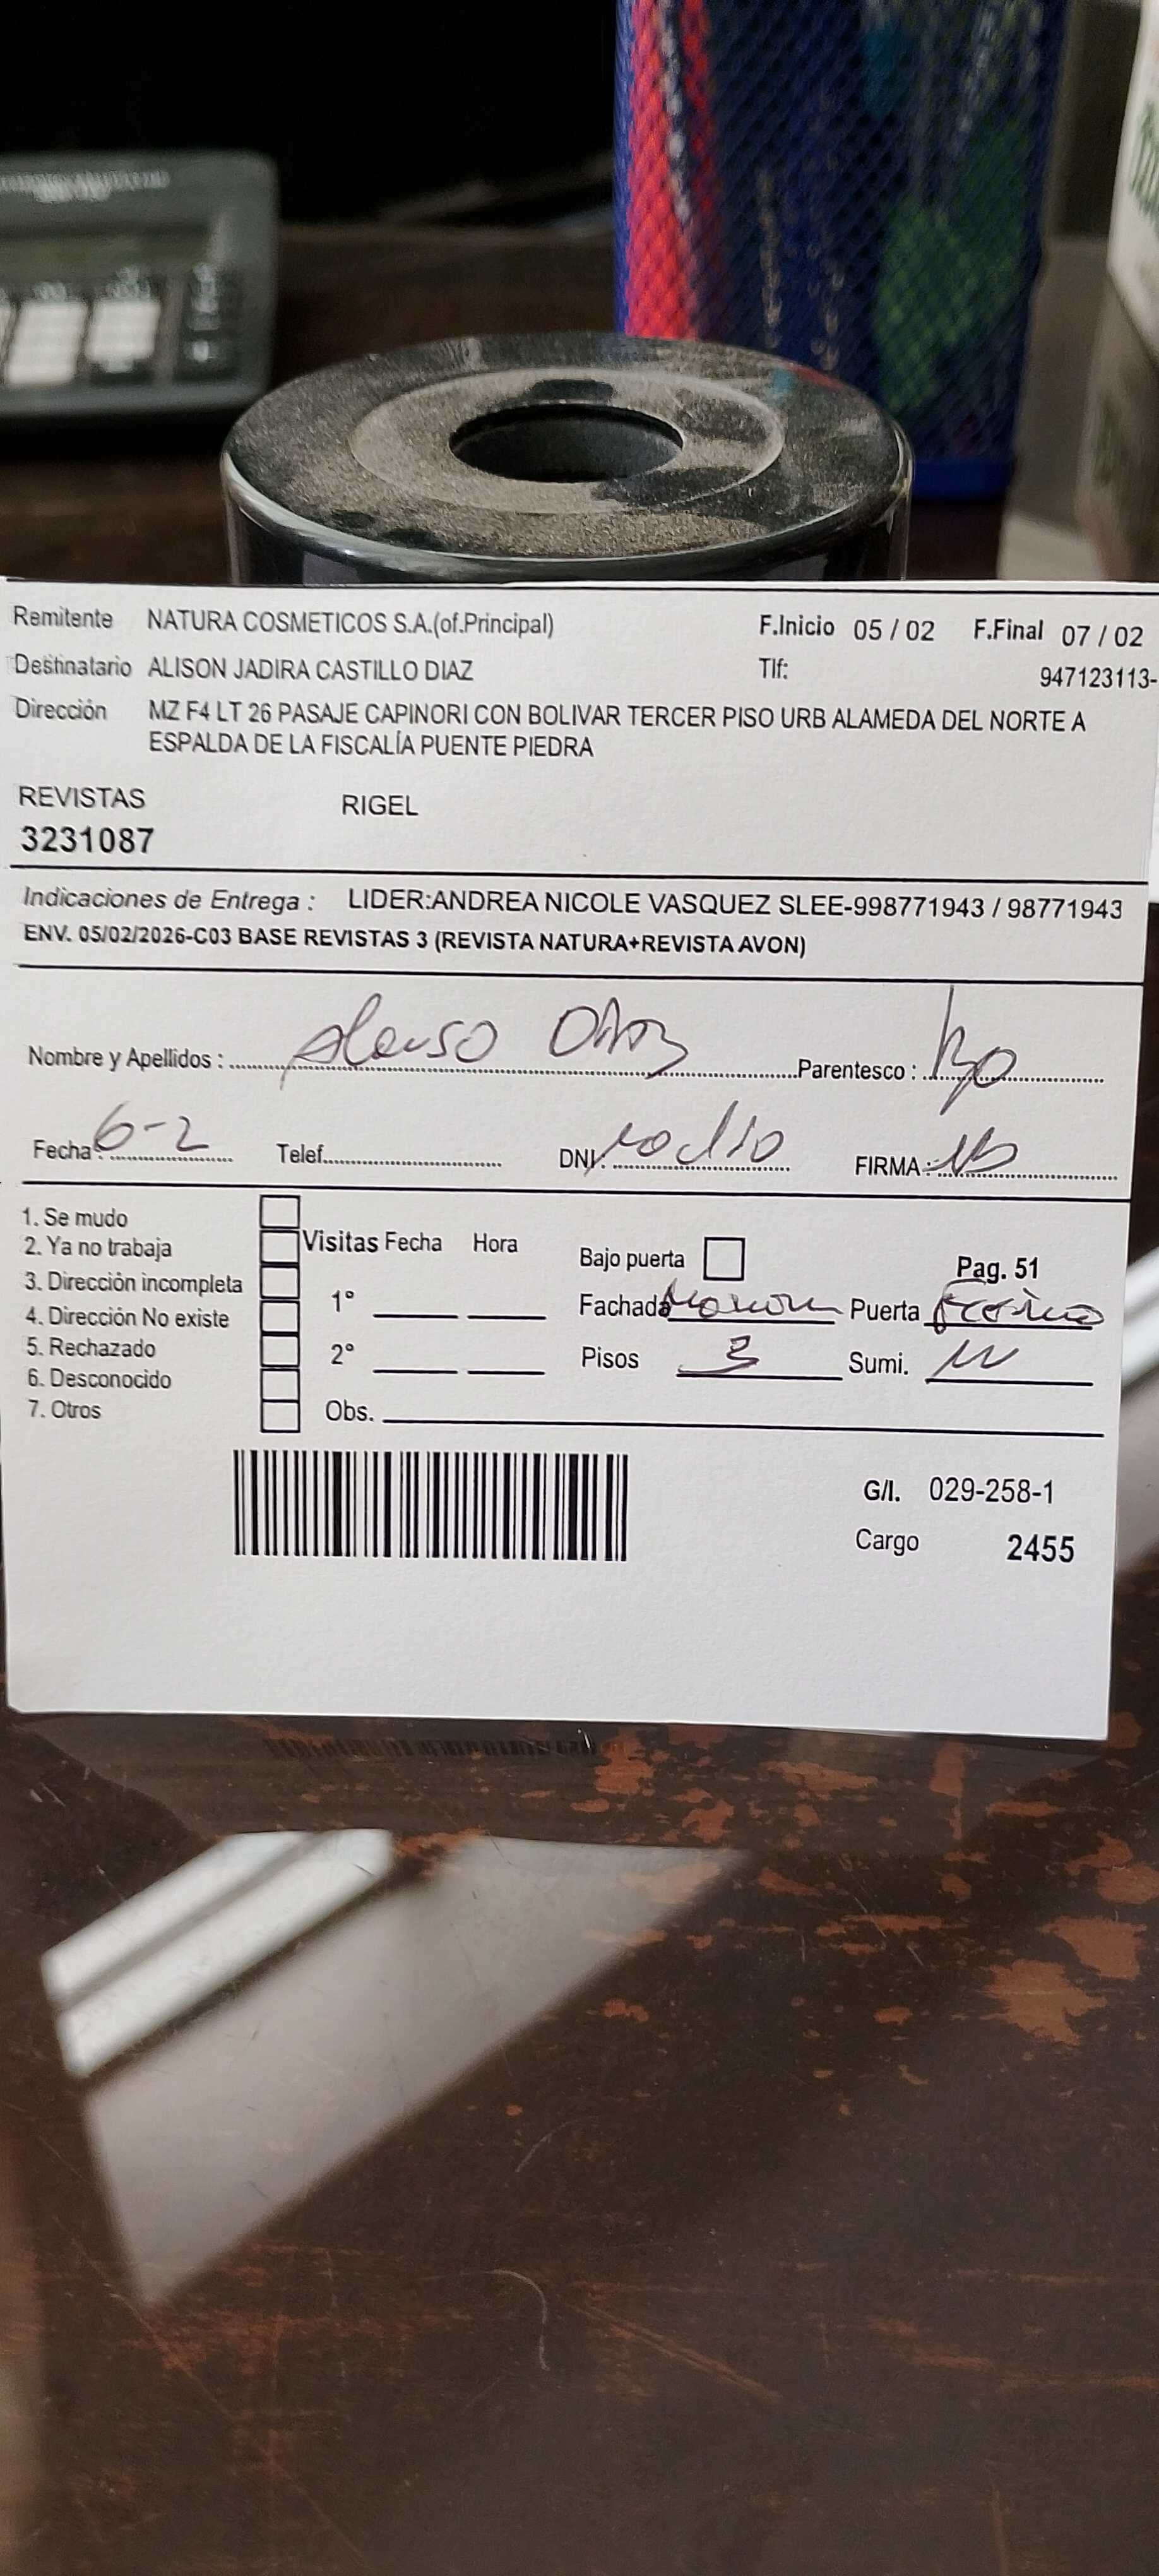 Remitente NATURA COSMETICOS S.A.(of.Principal) F.Inicio 05 / 02 F.Final 07 / 02
Destinatario ALISON JADIRA CASTILLO DIAZ Tlf: 947123113-
Dirección MZ F4 LT 26 PASAJE CAPINORI CON BOLIVAR TERCER PISO URB ALAMEDA DEL NORTE A
ESPALDA DE LA FISCALÍA PUENTE PIEDRA
REVISTAS RIGEL
3231087
Indicaciones de Entrega : LIDER:ANDREA NICOLE VASQUEZ SLEE-998771943 / 98771943
ENV. 05/02/2026-C03 BASE REVISTAS 3 (REVISTA NATURA+REVISTA AVON)
Nombre y Apellidos : Parentesco :
Fecha: 6-2 Telef. DNI. FIRMA:
1. Se mudo
2. Ya no trabaja Visitas Fecha Hora Bajo puerta Pag. 51
3. Dirección incompleta
4. Dirección No existe 1° Fachada Puerta
5. Rechazado 2° Pisos 3 Sumi.
6. Desconocido
7. Otros Obs.
G/I. 029-258-1
Cargo 2455